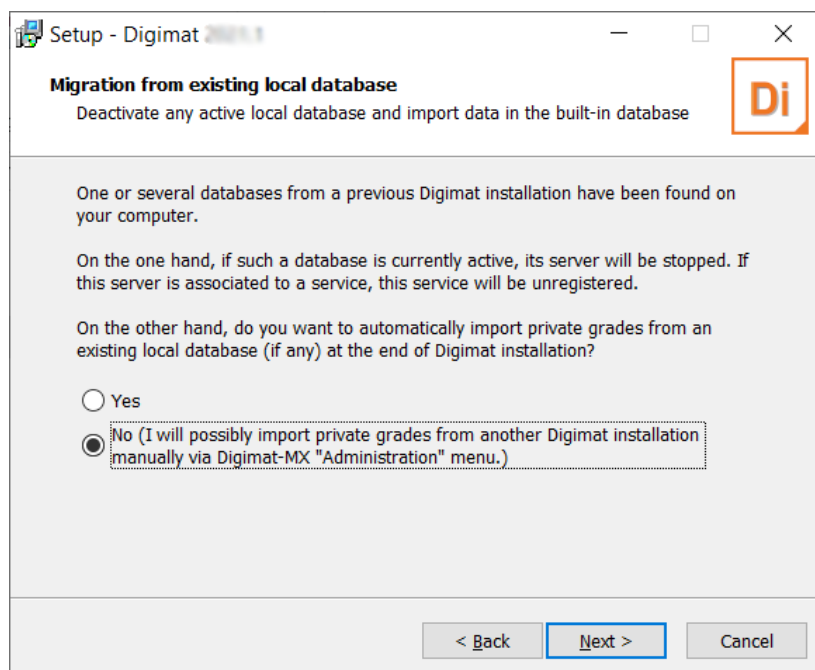 Setup - Digimat
Migration from existing local database
Deactivate any active local database and import data in the built-in database
Di
One or several databases from a previous Digimat installation have been found on
your computer.
On the one hand, if such a database is currently active, its server will be stopped. If
this server is associated to a service, this service will be unregistered.
On the other hand, do you want to automatically import private grades from an
existing local database (if any) at the end of Digimat installation?
Yes
No (I will possibly import private grades from another Digimat installation
manually via Digimat-MX "Administration" menu.)
< Back
Next >
Cancel